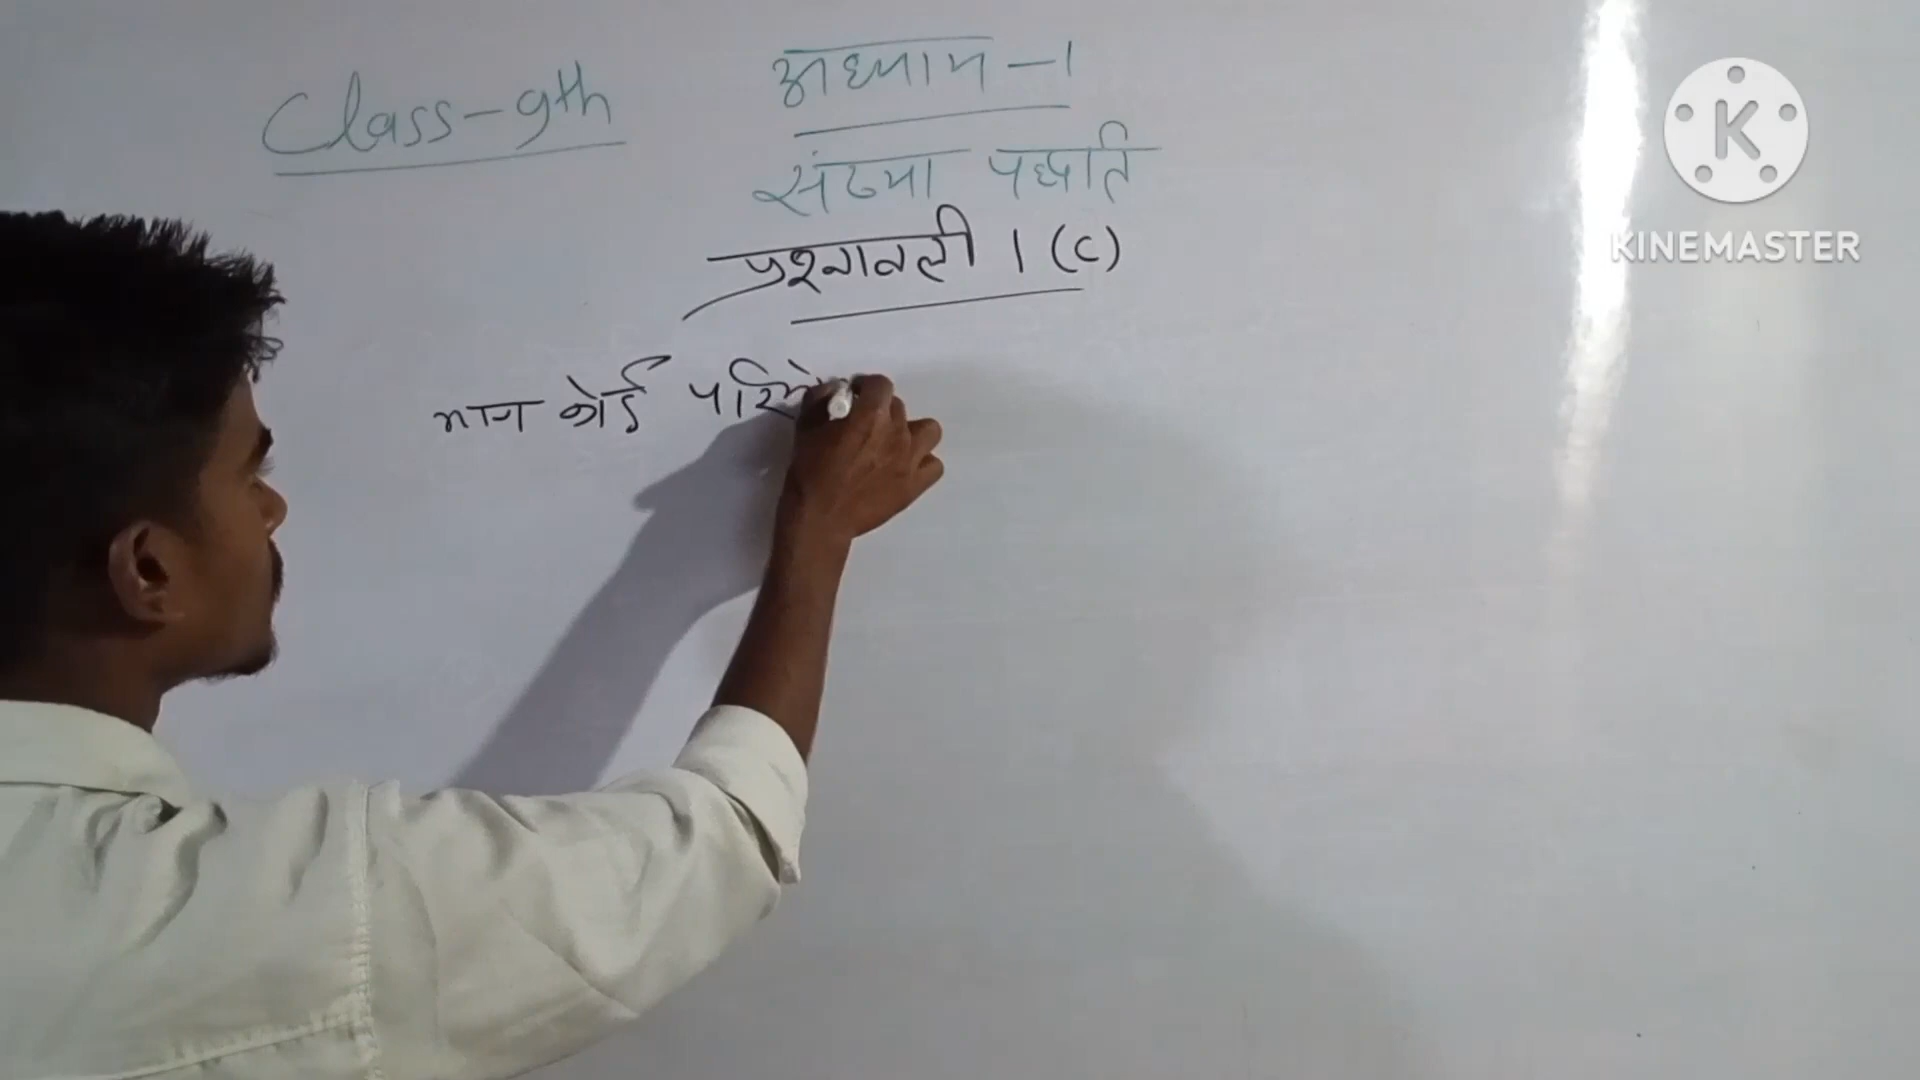 Class-9th
अध्याय-1
संख्या पद्धति
प्रश्नावली 1(C)
माना कोई
K
KINEMASTER